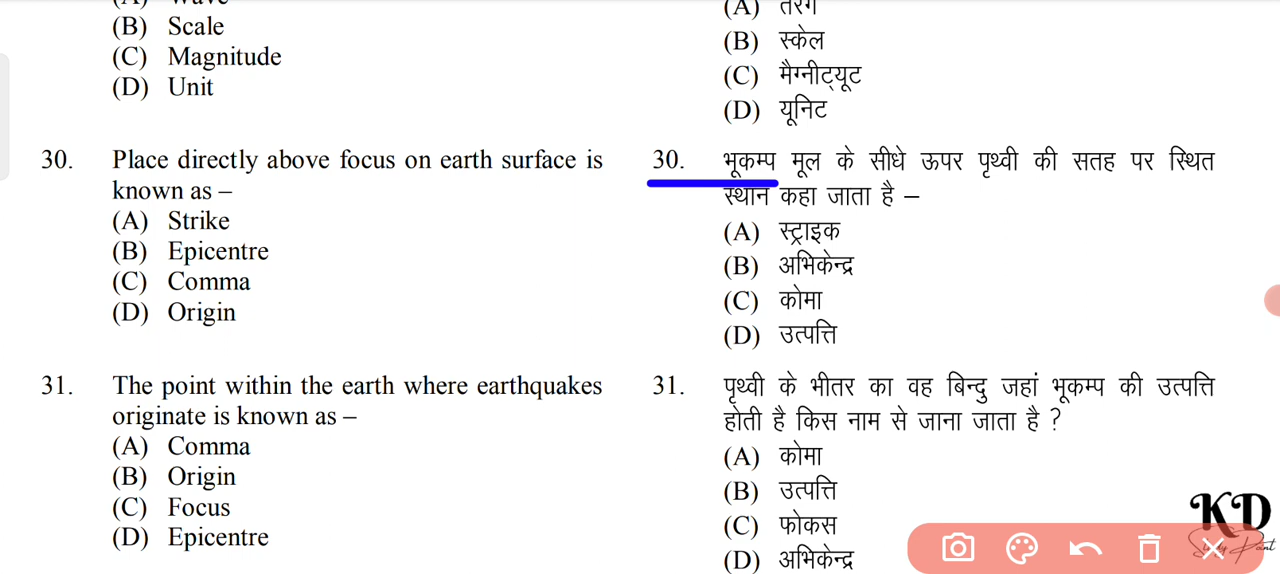 (B) Scale
(C) Magnitude
(D) Unit
30. Place directly above focus on earth surface is
known as –
(A) Strike
(B) Epicentre
(C) Comma
(D) Origin
31. The point within the earth where earthquakes
originate is known as –
(A) Comma
(B) Origin
(C) Focus
(D) Epicentre
(A) तरंग
(B) स्केल
(C) मैग्नीट्यूट
(D) यूनिट
30. भूकम्प मूल के सीधे ऊपर पृथ्वी की सतह पर स्थित
स्थान कहा जाता है –
(A) स्ट्राइक
(B) अभिकेन्द्र
(C) कोमा
(D) उत्पत्ति
31. पृथ्वी के भीतर का वह बिन्दु जहां भूकम्प की उत्पत्ति
होती है किस नाम से जाना जाता है ?
(A) कोमा
(B) उत्पत्ति
(C) फोकस
(D) अभिकेन्द्र
KD